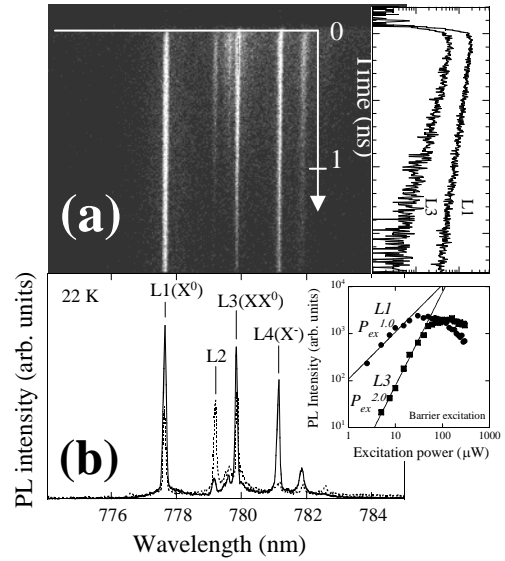 0
Time (ns)
1
(a)
L3
L1
PL intensity (arb. units)
22 K
L1(X⁰)
L2
L3(XX⁰)
L4(X⁻)
(b)
776 778 780 782 784
Wavelength (nm)
PL Intensity (arb. units)
10⁴
10³
10²
10¹
L1
P_ex^1.0
L3
P_ex^2.0
Barrier excitation
1 10 100 1000
Excitation power (μW)